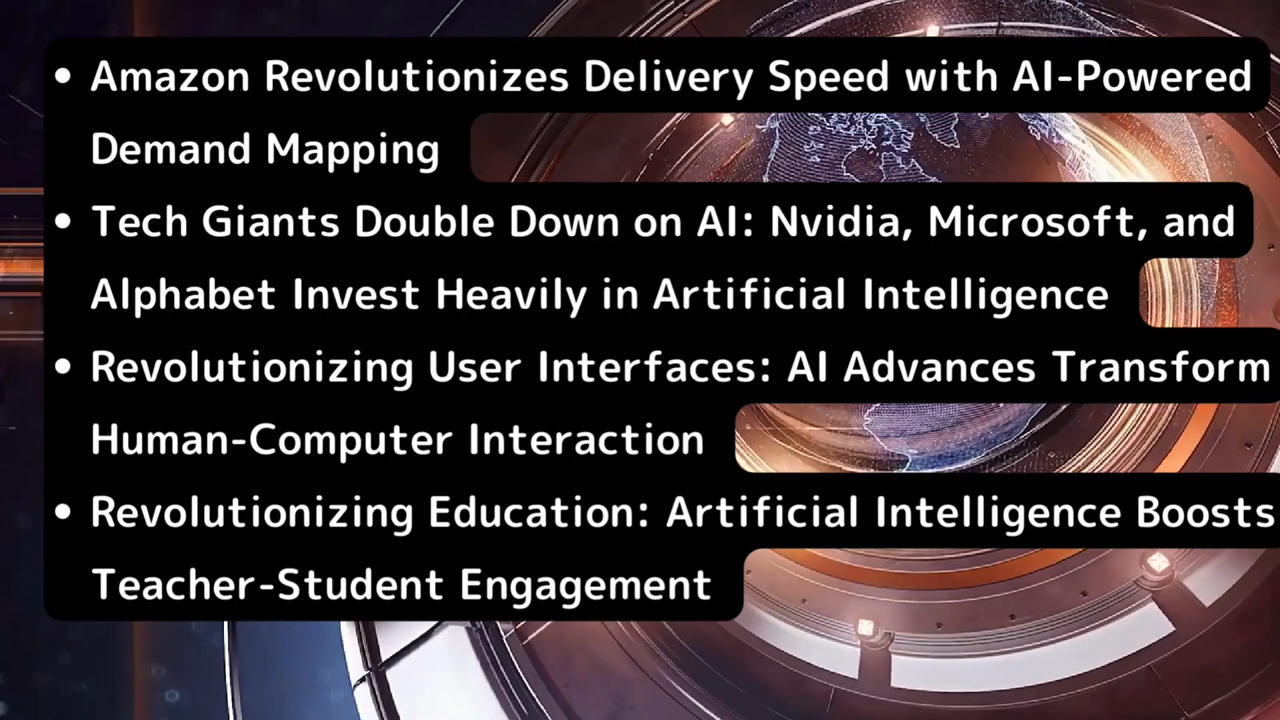 • Amazon Revolutionizes Delivery Speed with AI-Powered
Demand Mapping
• Tech Giants Double Down on AI: Nvidia, Microsoft, and
Alphabet Invest Heavily in Artificial Intelligence
• Revolutionizing User Interfaces: AI Advances Transform
Human-Computer Interaction
• Revolutionizing Education: Artificial Intelligence Boosts
Teacher-Student Engagement